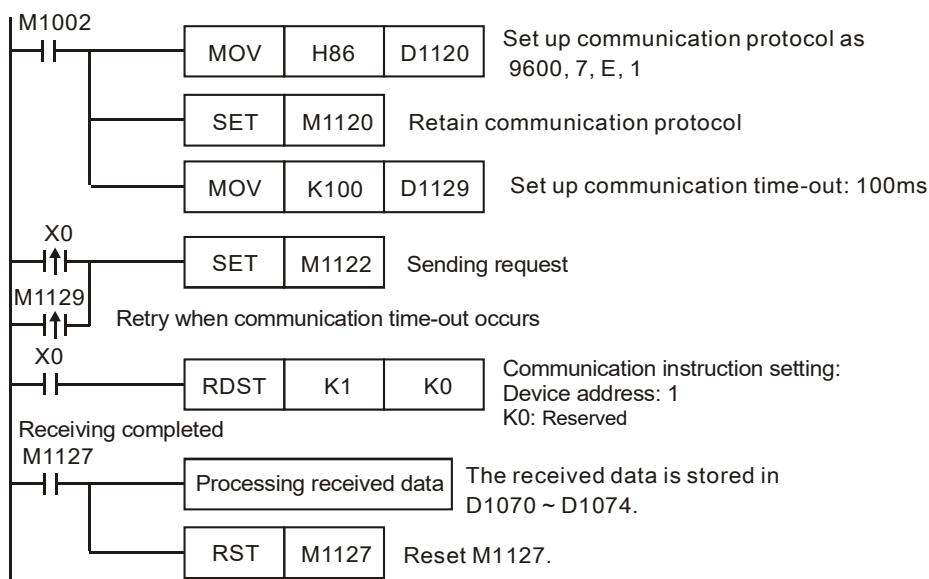 M1002
MOV H86 D1120 Set up communication protocol as
9600, 7, E, 1
SET M1120 Retain communication protocol
MOV K100 D1129 Set up communication time-out: 100ms
X0
SET M1122 Sending request
M1129
Retry when communication time-out occurs
X0
RDST K1 K0 Communication instruction setting:
Device address: 1
K0: Reserved
Receiving completed
M1127
Processing received data The received data is stored in
D1070 ~ D1074.
RST M1127 Reset M1127.